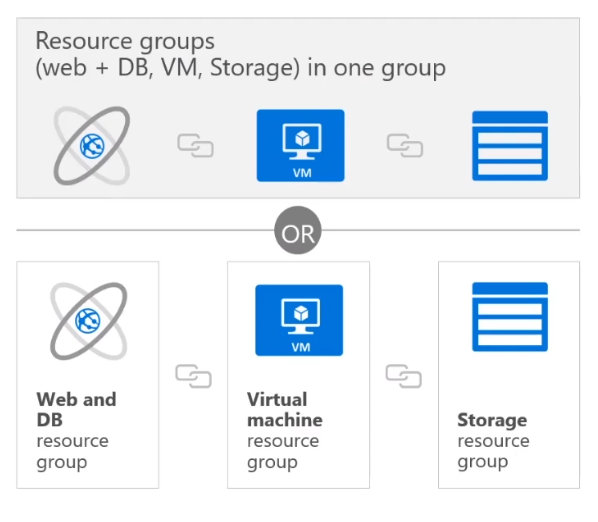 Resource groups
(web + DB, VM, Storage) in one group
VM
OR
VM
Web and
DB
resource
group
Virtual
machine
resource
group
Storage
resource
group